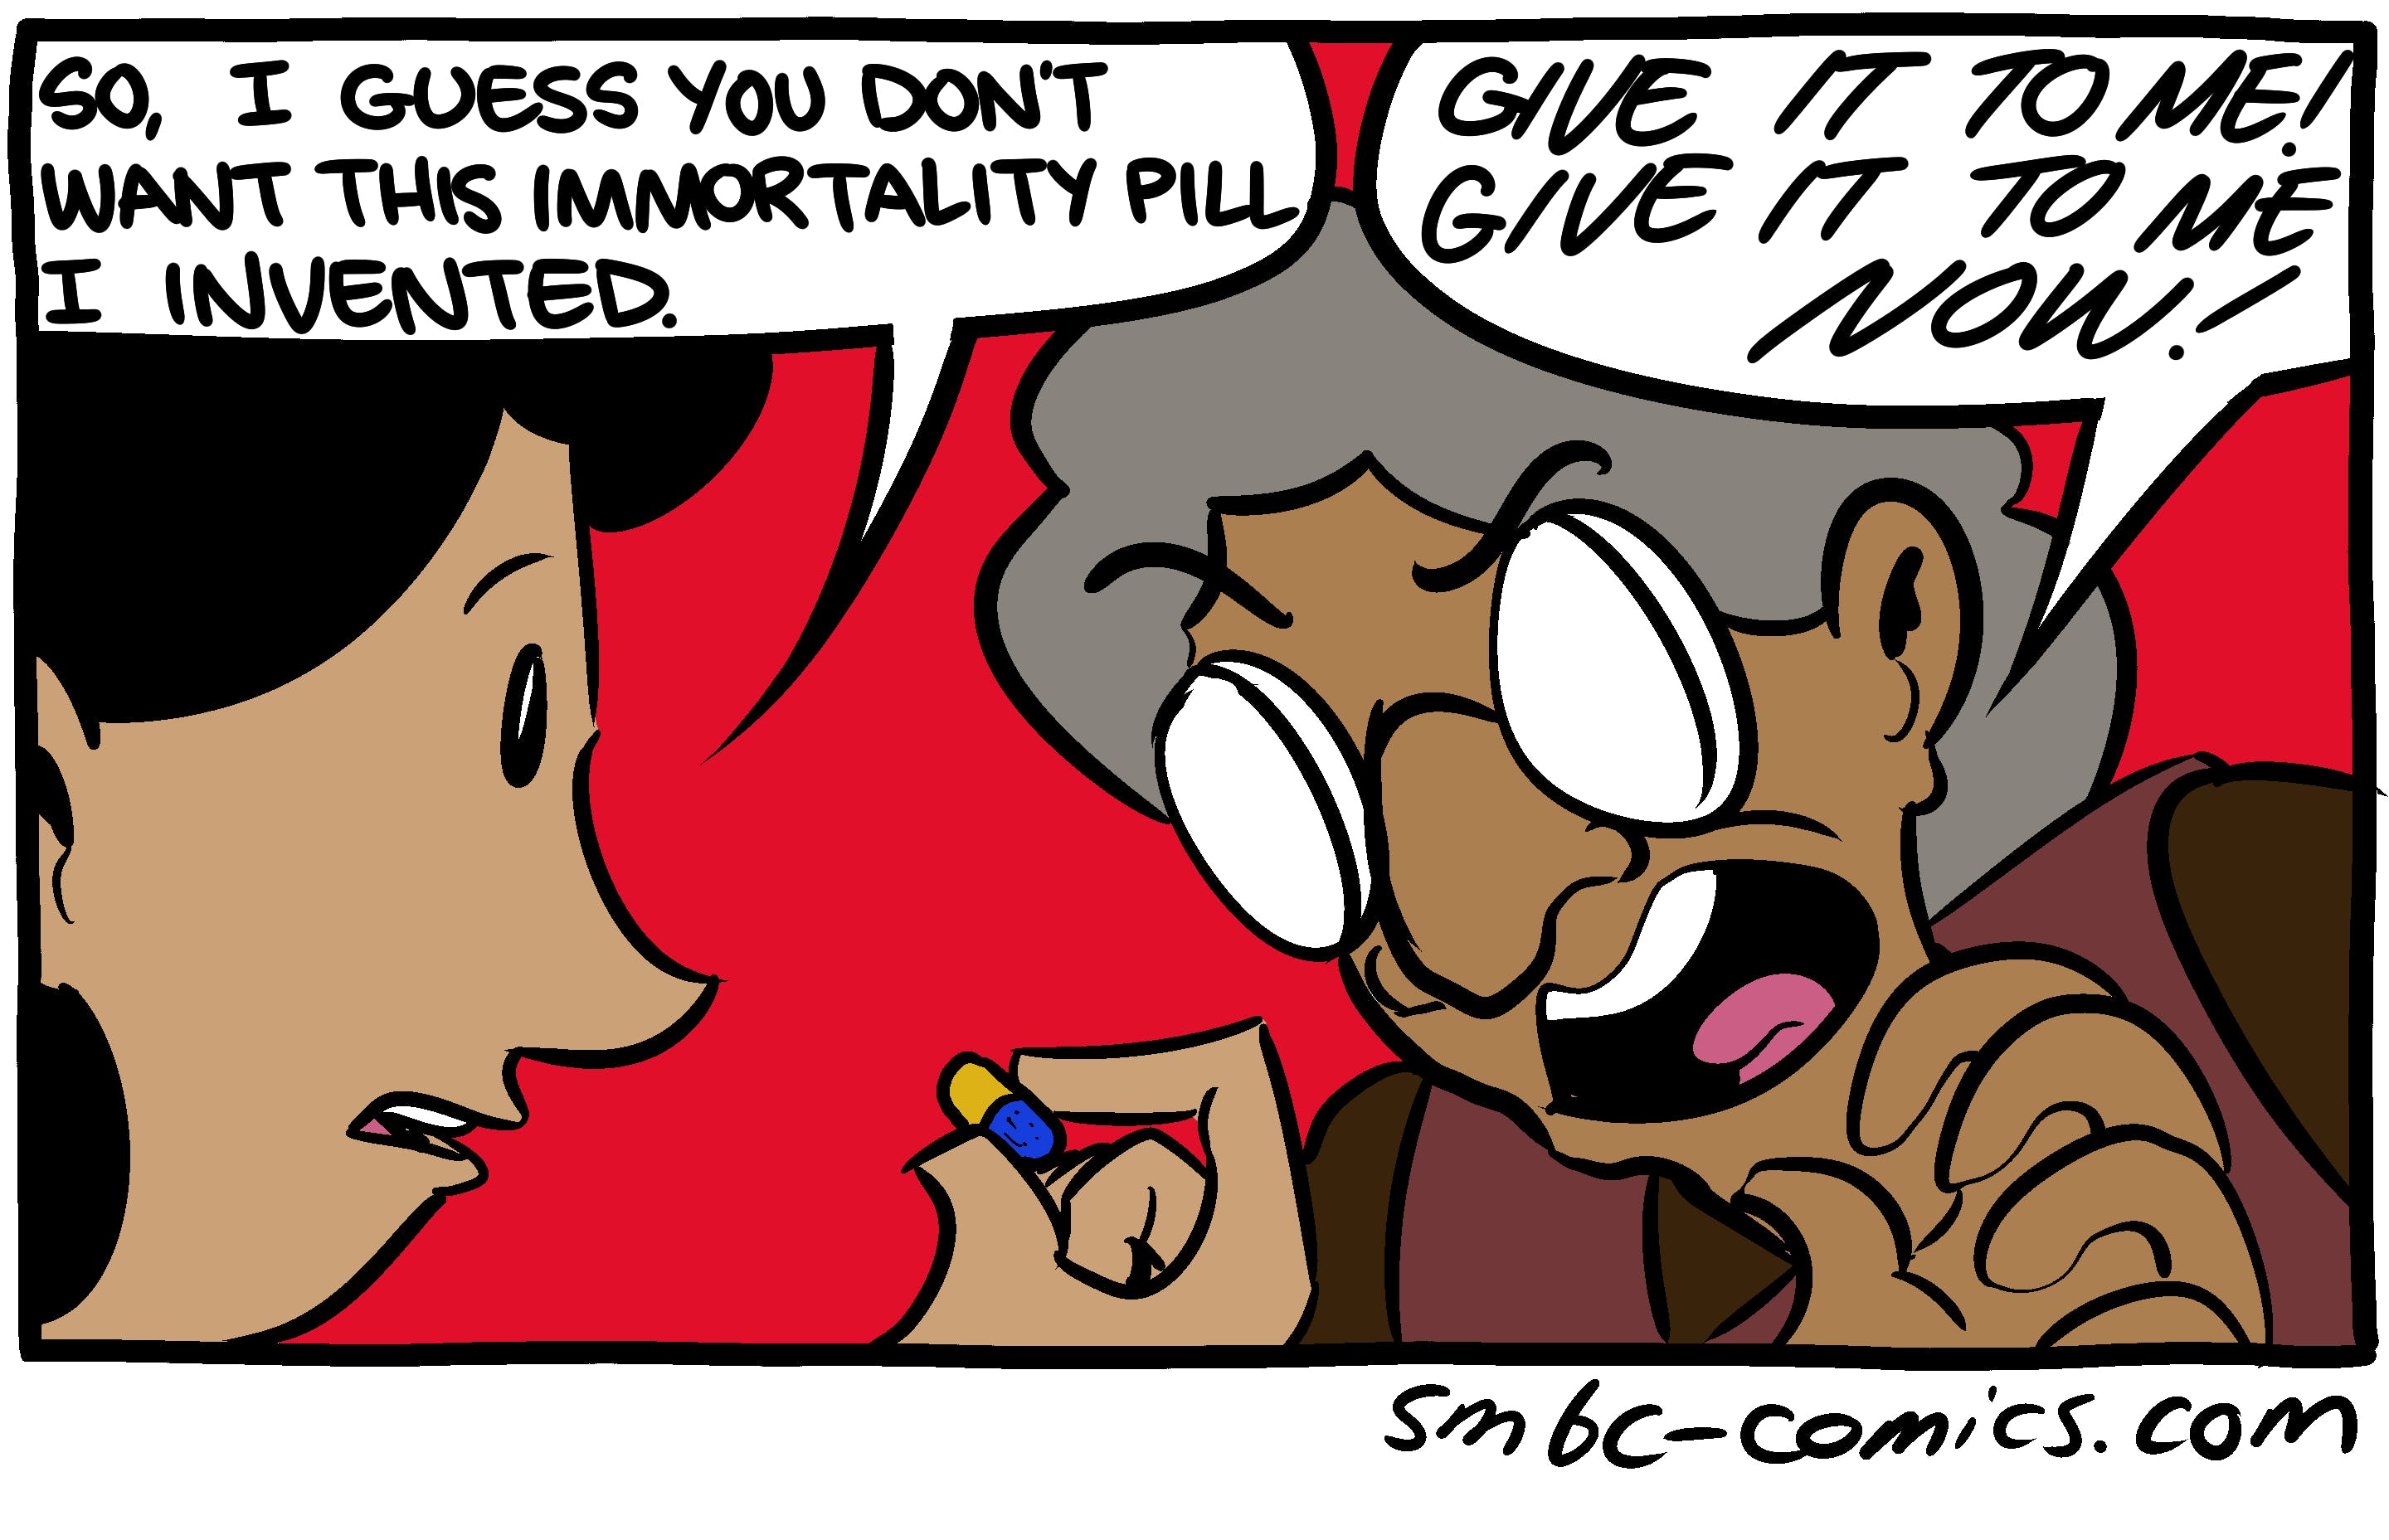 SO, I GUESS YOU DON'T
WANT THIS IMMORTALITY PILL
I INVENTED.
GIVE IT TO ME!
GIVE IT TO ME
NOW!
smbc-comics.com